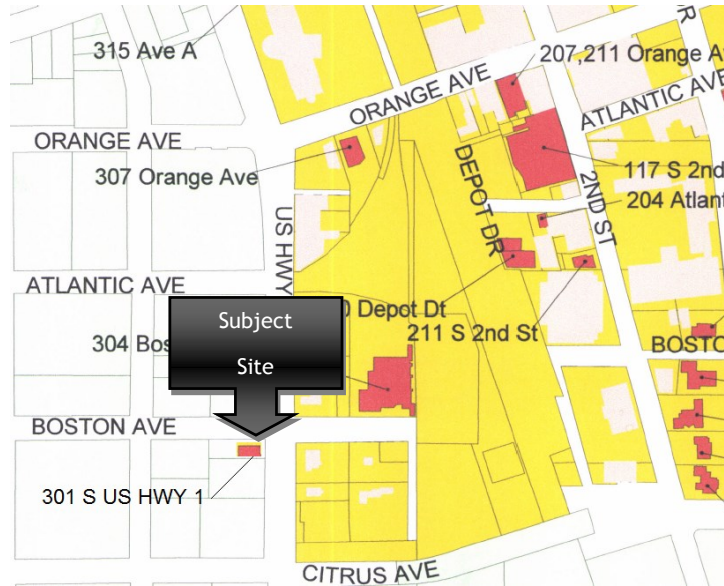 315 Ave A
207,211 Orange A
ORANGE AVE
ATLANTIC AVE
ORANGE AVE
307 Orange Ave
DEPOT DR
2ND ST
117 S 2nd
204 Atlant
US HWY
ATLANTIC AVE
Subject
Site
0 Depot Dt
304 Bos
211 S 2nd St
BOSTO
BOSTON AVE
301 S US HWY 1
CITRUS AVE